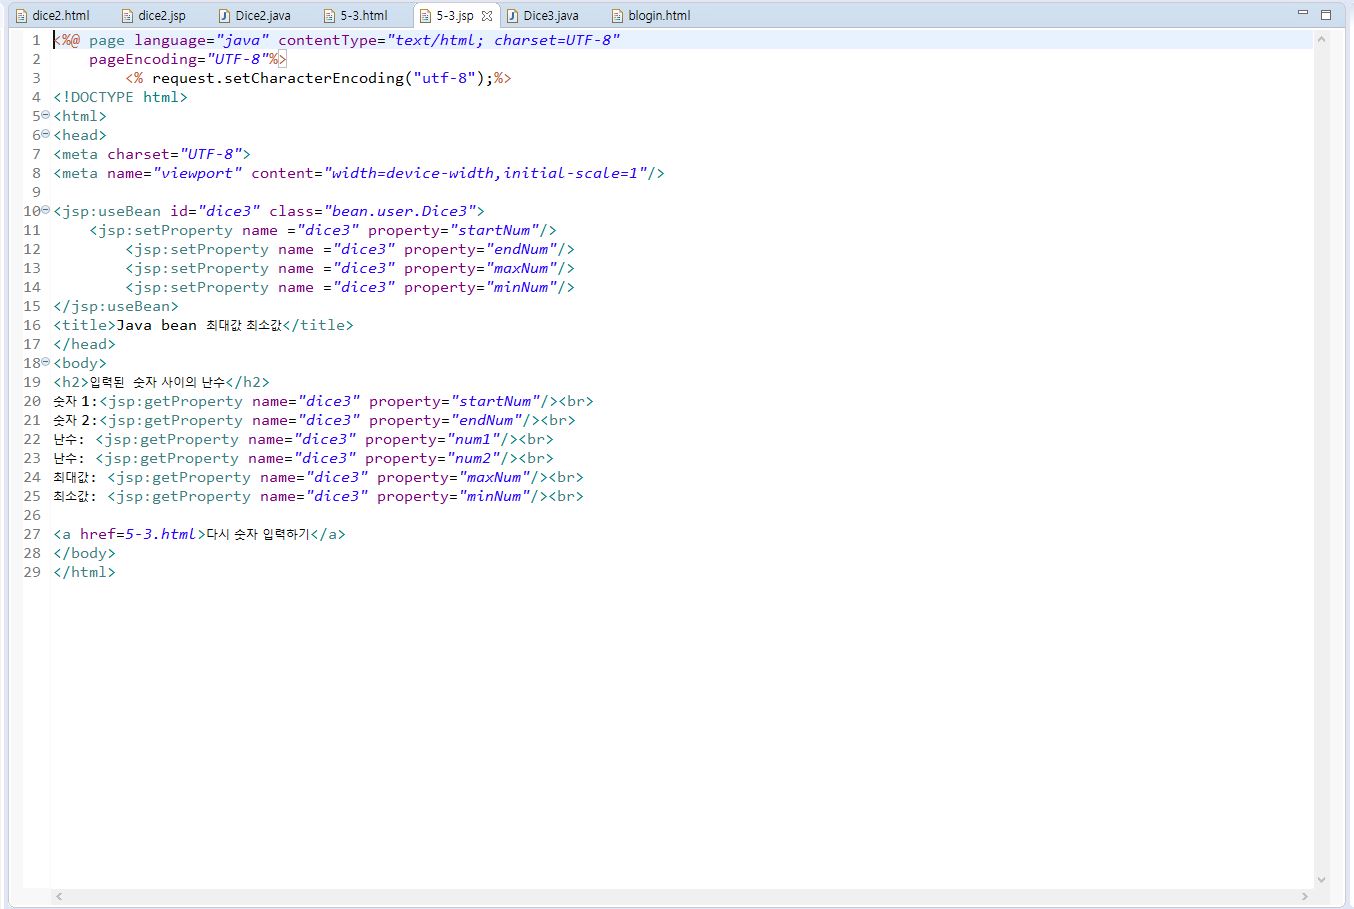 dice2.html dice2.jsp Dice2.java 5-3.html 5-3.jsp Dice3.java blogin.html
1 <%@ page language="java" contentType="text/html; charset=UTF-8"
2     pageEncoding="UTF-8"%>
3         <% request.setCharacterEncoding("utf-8");%>
4 <!DOCTYPE html>
5 <html>
6 <head>
7 <meta charset="UTF-8">
8 <meta name="viewport" content="width=device-width,initial-scale=1"/>
9
10 <jsp:useBean id="dice3" class="bean.user.Dice3">
11     <jsp:setProperty name ="dice3" property="startNum"/>
12         <jsp:setProperty name ="dice3" property="endNum"/>
13         <jsp:setProperty name ="dice3" property="maxNum"/>
14         <jsp:setProperty name ="dice3" property="minNum"/>
15 </jsp:useBean>
16 <title>Java bean 최대값 최소값</title>
17 </head>
18 <body>
19 <h2>입력된 숫자 사이의 난수</h2>
20 숫자 1:<jsp:getProperty name="dice3" property="startNum"/><br>
21 숫자 2:<jsp:getProperty name="dice3" property="endNum"/><br>
22 난수: <jsp:getProperty name="dice3" property="num1"/><br>
23 난수: <jsp:getProperty name="dice3" property="num2"/><br>
24 최대값: <jsp:getProperty name="dice3" property="maxNum"/><br>
25 최소값: <jsp:getProperty name="dice3" property="minNum"/><br>
26
27 <a href=5-3.html>다시 숫자 입력하기</a>
28 </body>
29 </html>